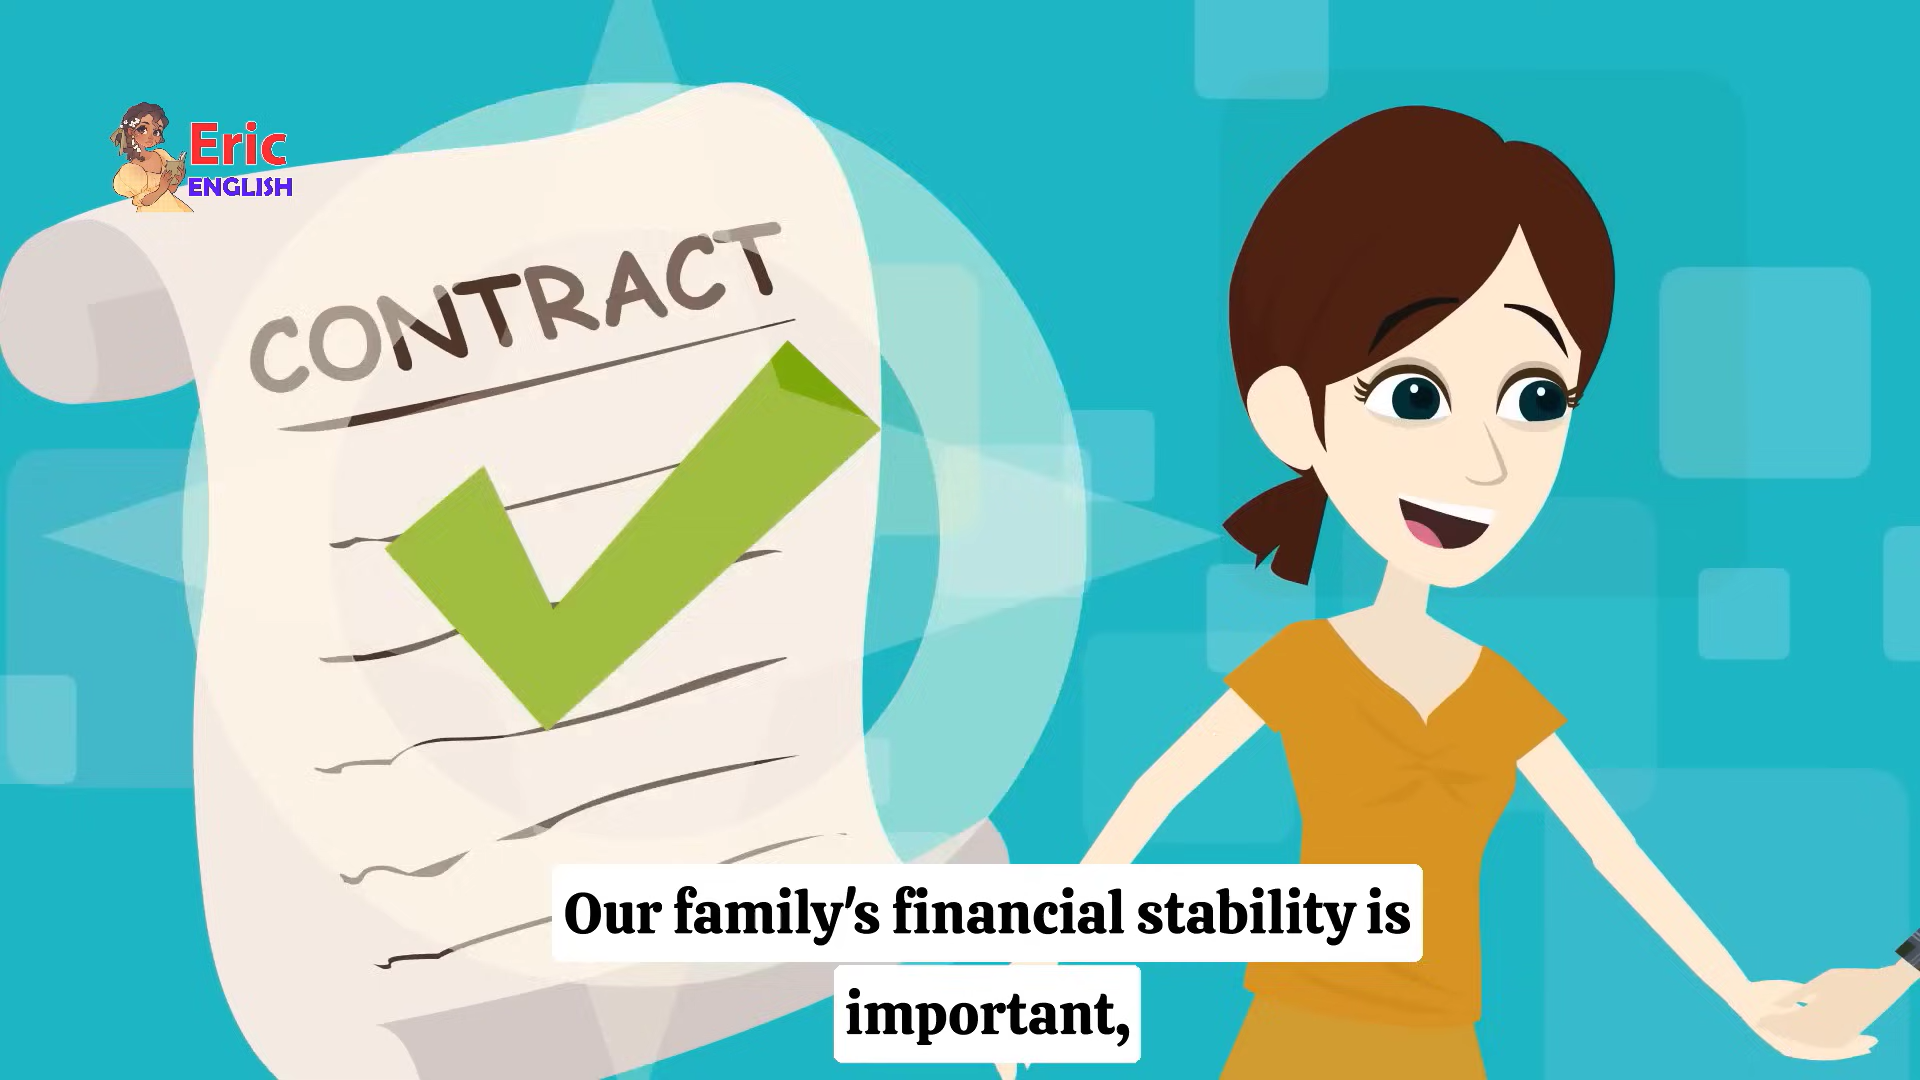 Eric
ENGLISH
CONTRACT
Our family's financial stability is
important,